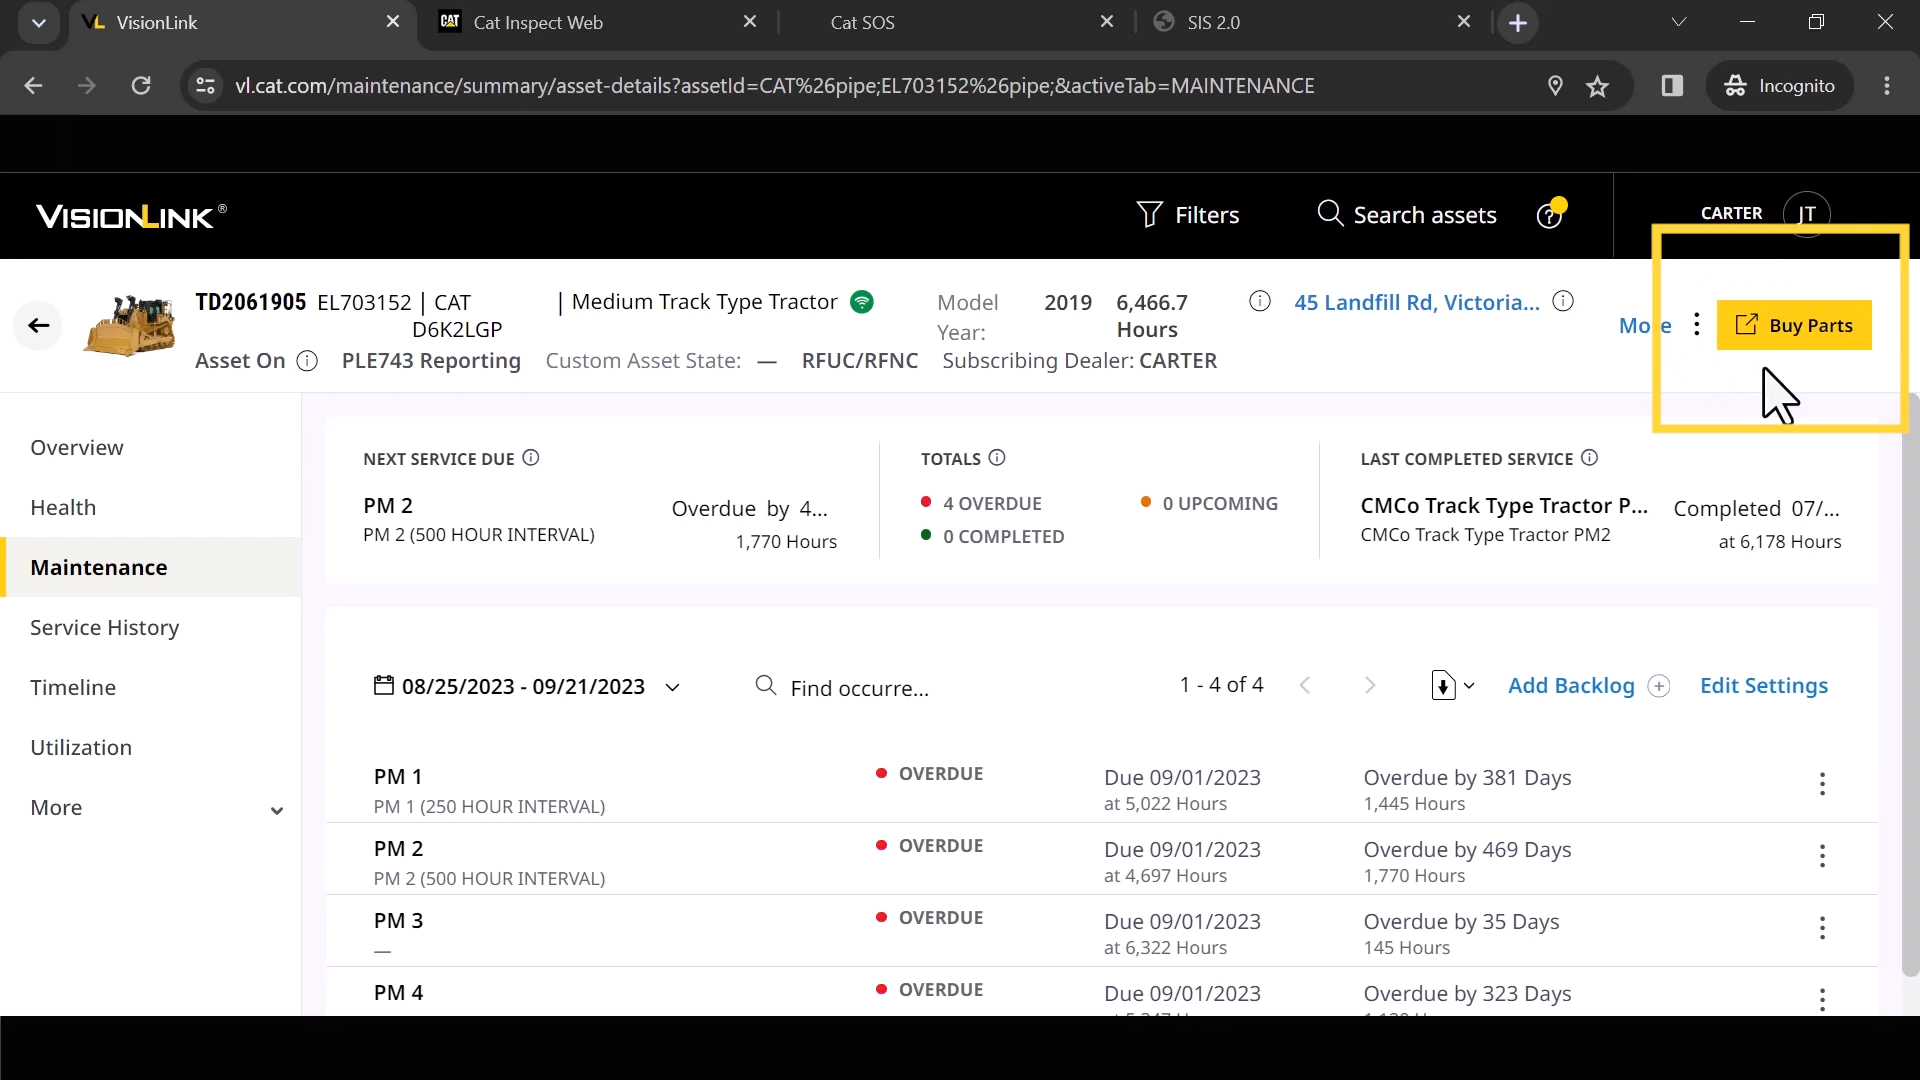 VisionLink
Cat Inspect Web
Cat SOS
SIS 2.0
vl.cat.com/maintenance/summary/asset-details?assetId=CAT%26pipe;EL703152%26pipe;&activeTab=MAINTENANCE
Incognito
VISIONLINK®
Filters
Search assets
CARTER
JT
TD2061905 EL703152 | CAT D6K2LGP | Medium Track Type Tractor
Model Year: 2019
6,466.7 Hours
45 Landfill Rd, Victoria...
More
Buy Parts
Asset On
PLE743 Reporting
Custom Asset State: —
RFUC/RFNC
Subscribing Dealer: CARTER
Overview
Health
Maintenance
Service History
Timeline
Utilization
More
NEXT SERVICE DUE
PM 2
PM 2 (500 HOUR INTERVAL)
Overdue by 4...
1,770 Hours
TOTALS
4 OVERDUE
0 UPCOMING
0 COMPLETED
LAST COMPLETED SERVICE
CMCo Track Type Tractor P...
CMCo Track Type Tractor PM2
Completed 07/...
at 6,178 Hours
08/25/2023 - 09/21/2023
Find occurre...
1 - 4 of 4
Add Backlog
Edit Settings
PM 1 OVERDUE Due 09/01/2023 Overdue by 381 Days
PM 1 (250 HOUR INTERVAL) at 5,022 Hours 1,445 Hours
PM 2 OVERDUE Due 09/01/2023 Overdue by 469 Days
PM 2 (500 HOUR INTERVAL) at 4,697 Hours 1,770 Hours
PM 3 OVERDUE Due 09/01/2023 Overdue by 35 Days
— at 6,322 Hours 145 Hours
PM 4 OVERDUE Due 09/01/2023 Overdue by 323 Days